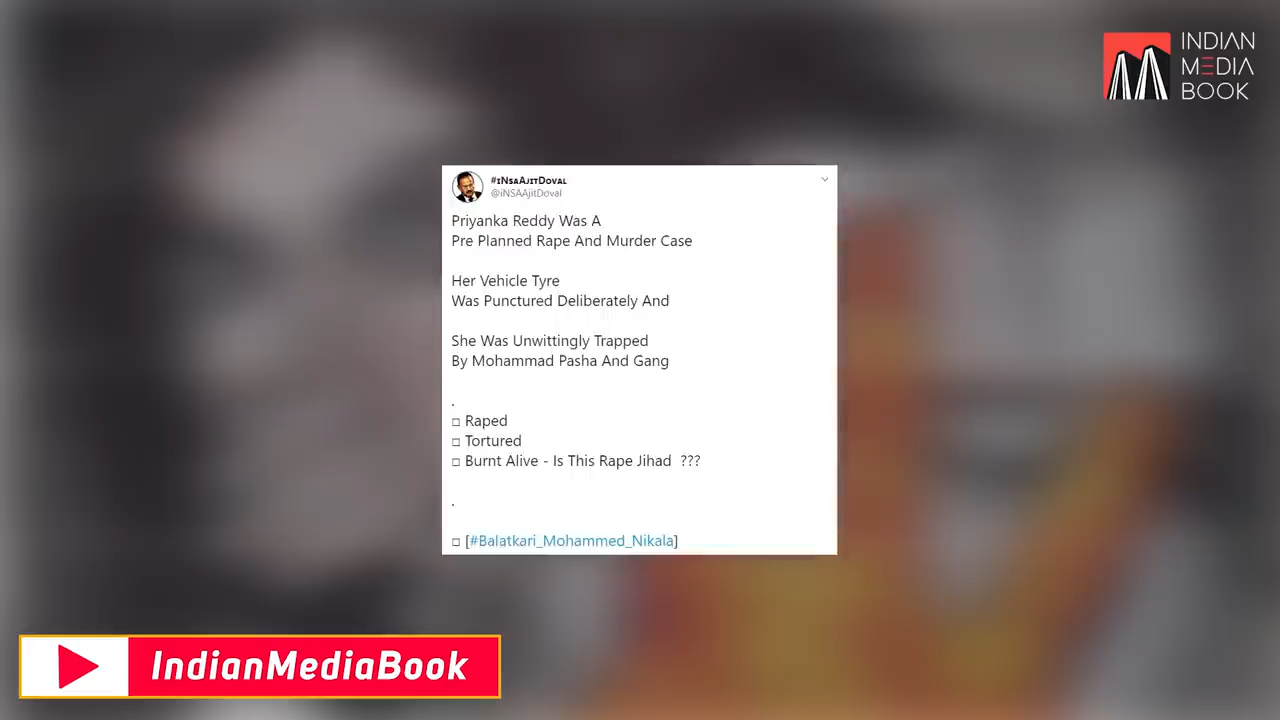 INDIAN
MEDIA
BOOK
#iNsaAjitDoval
@iNSAAjitDoval
Priyanka Reddy Was A
Pre Planned Rape And Murder Case
Her Vehicle Tyre
Was Punctured Deliberately And
She Was Unwittingly Trapped
By Mohammad Pasha And Gang
.
□ Raped
□ Tortured
□ Burnt Alive - Is This Rape Jihad ???
.
□ [#Balatkari_Mohammed_Nikala]
IndianMediaBook